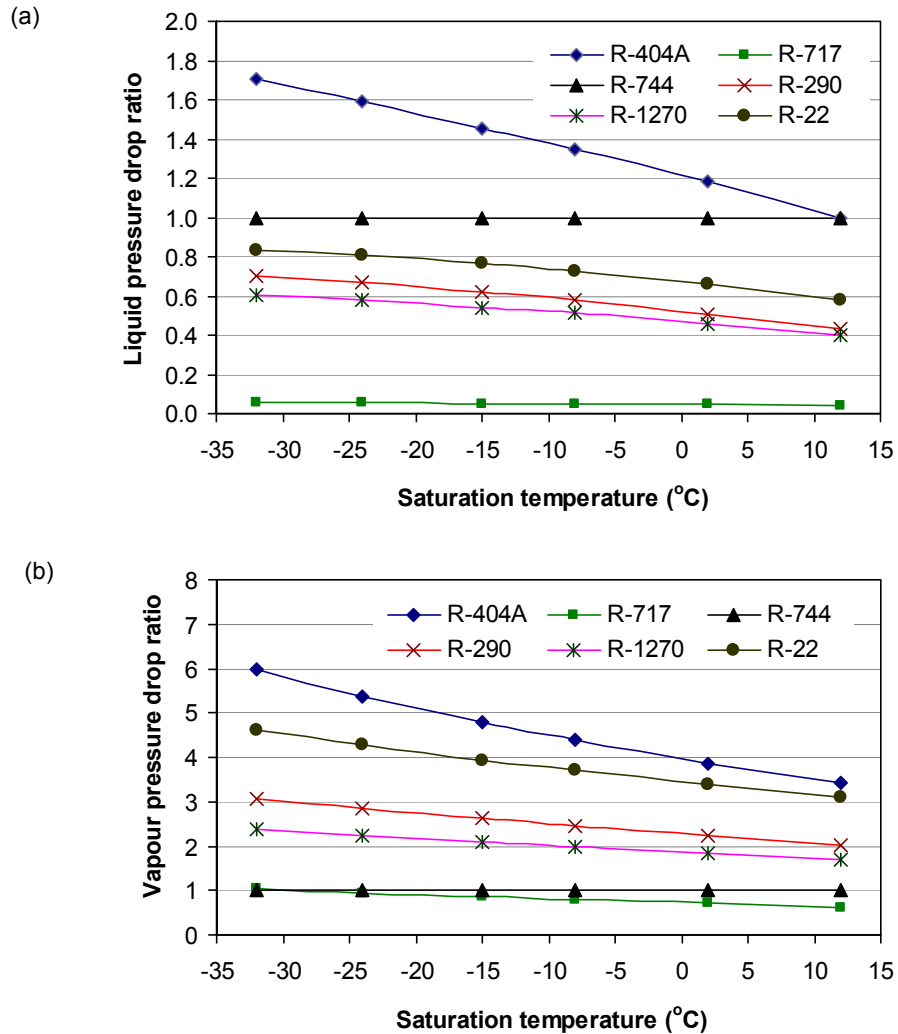 (a)
2.0
1.8
1.6
1.4
1.2
1.0
0.8
0.6
0.4
0.2
0.0
Liquid pressure drop ratio
R-404A R-717
R-744 R-290
R-1270 R-22
-35 -30 -25 -20 -15 -10 -5 0 5 10 15
Saturation temperature (°C)
(b)
8
7
6
5
4
3
2
1
0
Vapour pressure drop ratio
R-404A R-717 R-744
R-290 R-1270 R-22
-35 -30 -25 -20 -15 -10 -5 0 5 10 15
Saturation temperature (°C)